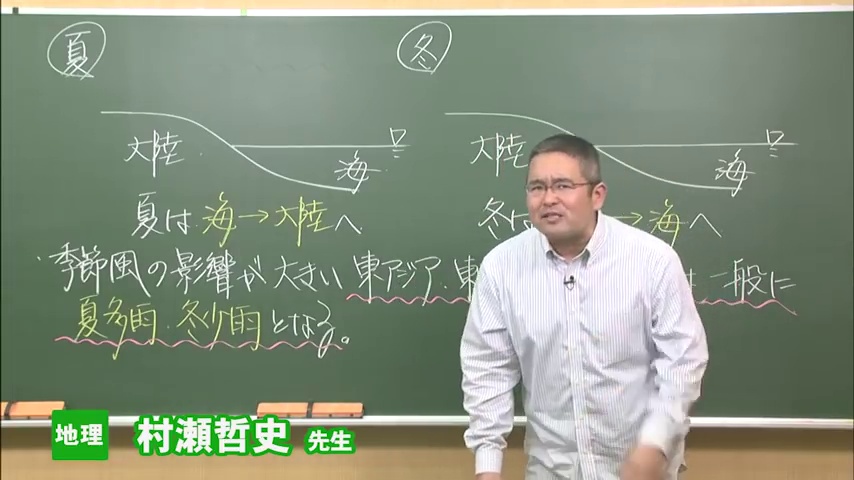 夏
冬
大陸
海
大陸
海
夏は 海→大陸へ
冬は →海へ
季節風の影響が大きい 東アジア・東 は一般に
夏多雨・冬少雨となる。
地理 村瀬哲史 先生